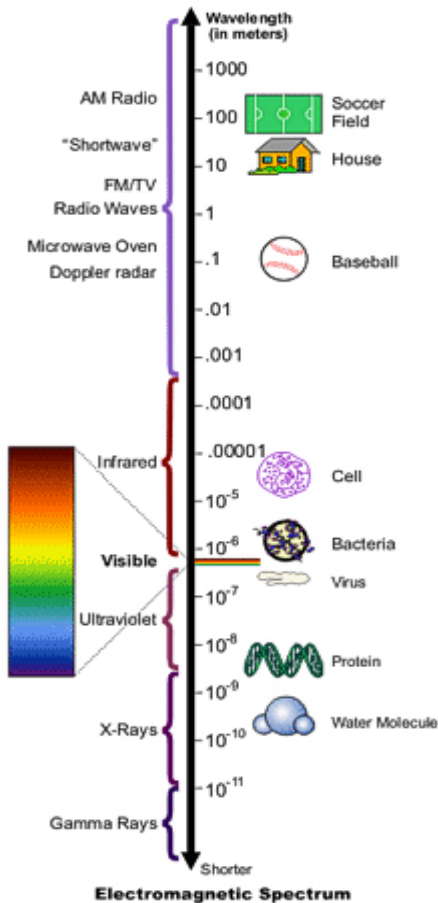 Wavelength
(in meters)
1000
AM Radio
Soccer
Field
100
"Shortwave"
10
House
FM/TV
Radio Waves
1
Microwave Oven
.1
Baseball
Doppler radar
.01
.001
.0001
Infrared
.00001
Cell
10-5
10-6
Bacteria
Visible
Virus
10-7
Ultraviolet
10-8
Protein
10-9
X-Rays
Water Molecule
10-10
10-11
Gamma Rays
Shorter
Electromagnetic Spectrum